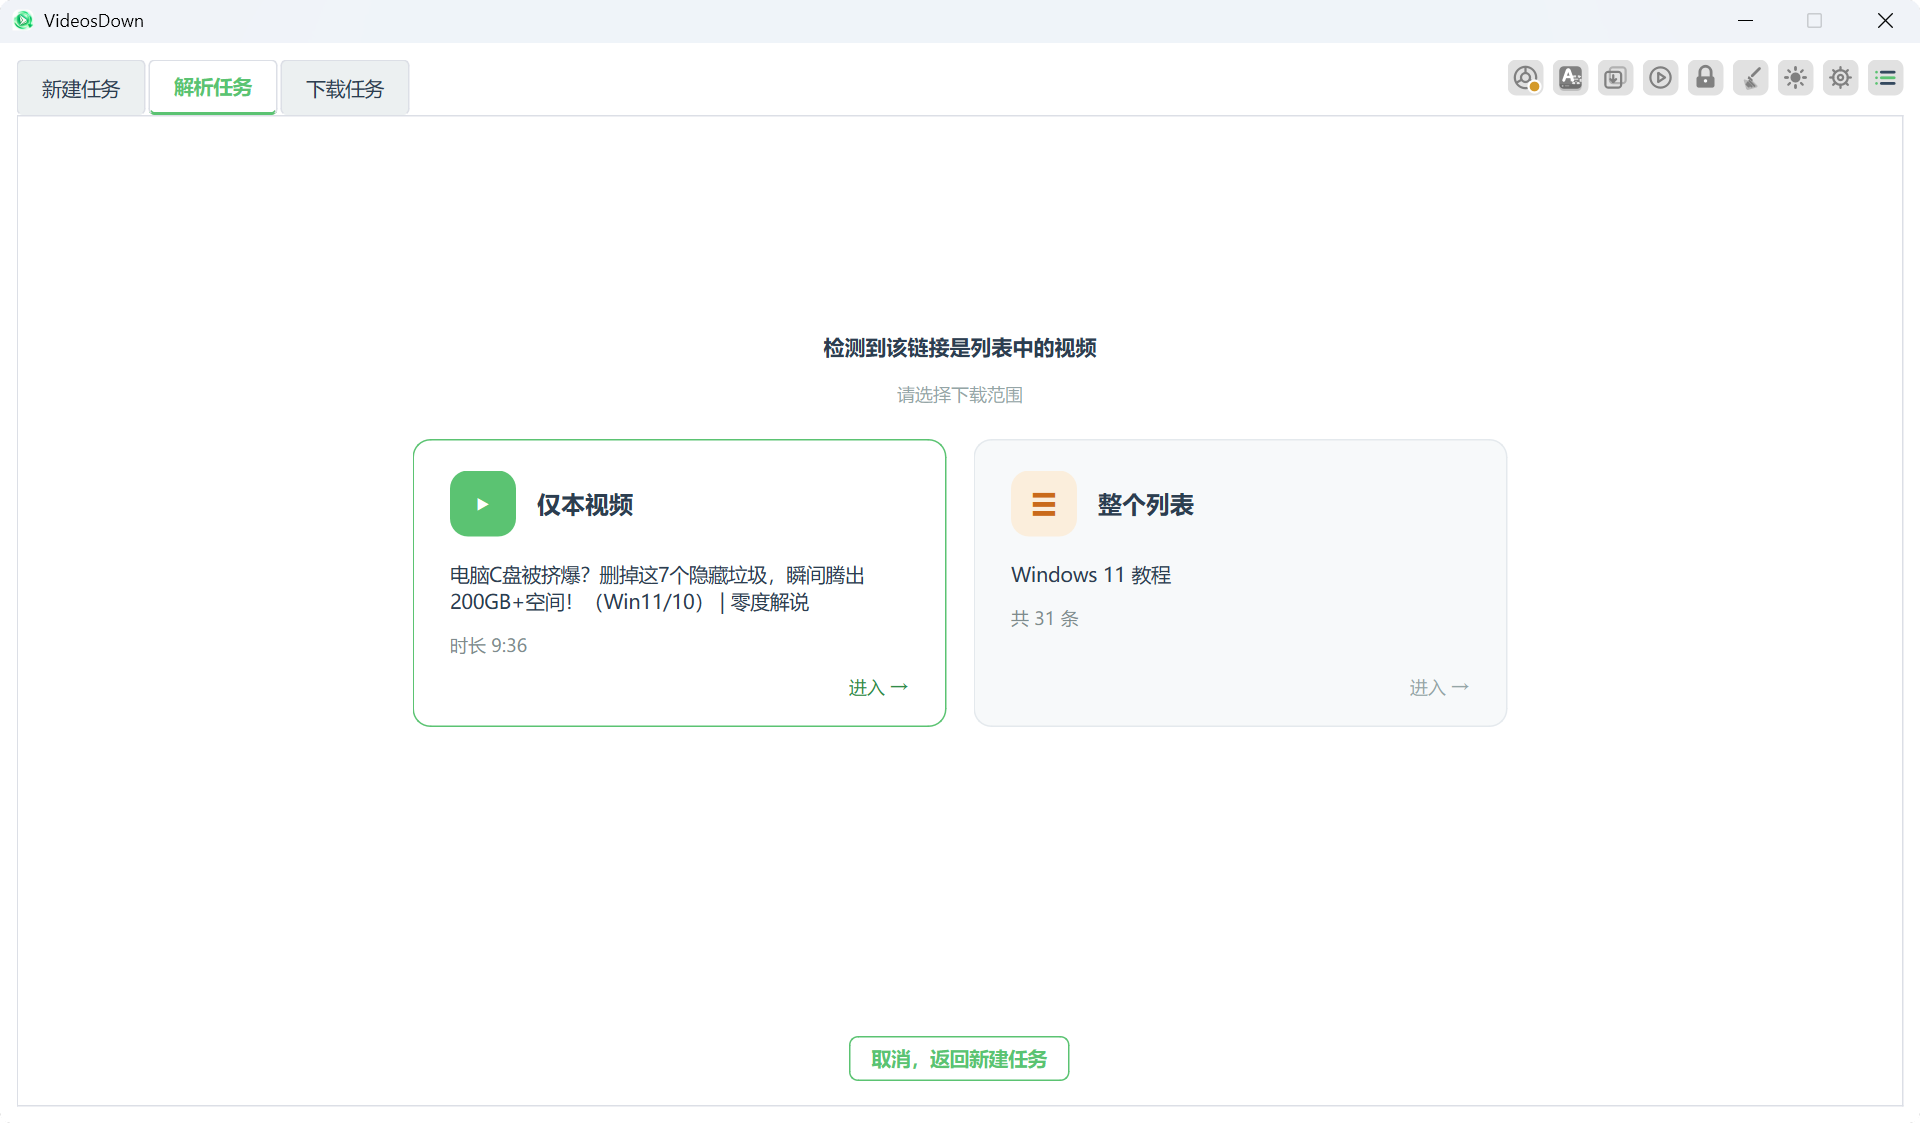 VideosDown
新建任务
解析任务
下载任务
检测到该链接是列表中的视频
请选择下载范围
仅本视频
电脑C盘被挤爆？删掉这7个隐藏垃圾，瞬间腾出
200GB+空间！（Win11/10） | 零度解说
时长 9:36
进入 →
整个列表
Windows 11 教程
共 31 条
进入 →
取消，返回新建任务